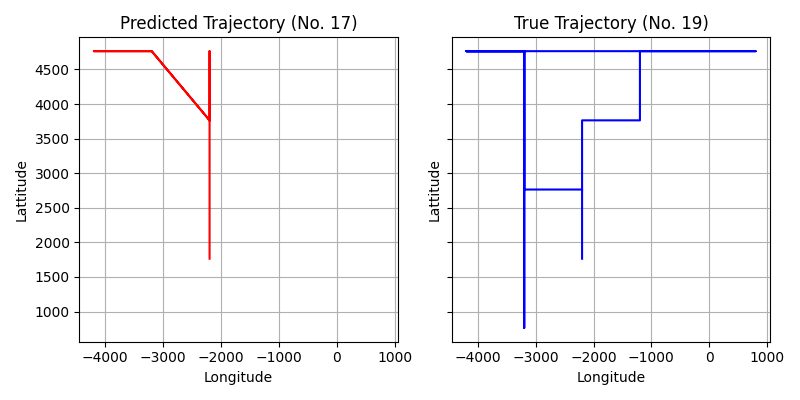 Predicted Trajectory (No. 17)
True Trajectory (No. 19)
Lattitude
4500
4000
3500
3000
2500
2000
1500
1000
−4000 −3000 −2000 −1000 0 1000
Longitude
Lattitude
−4000 −3000 −2000 −1000 0 1000
Longitude